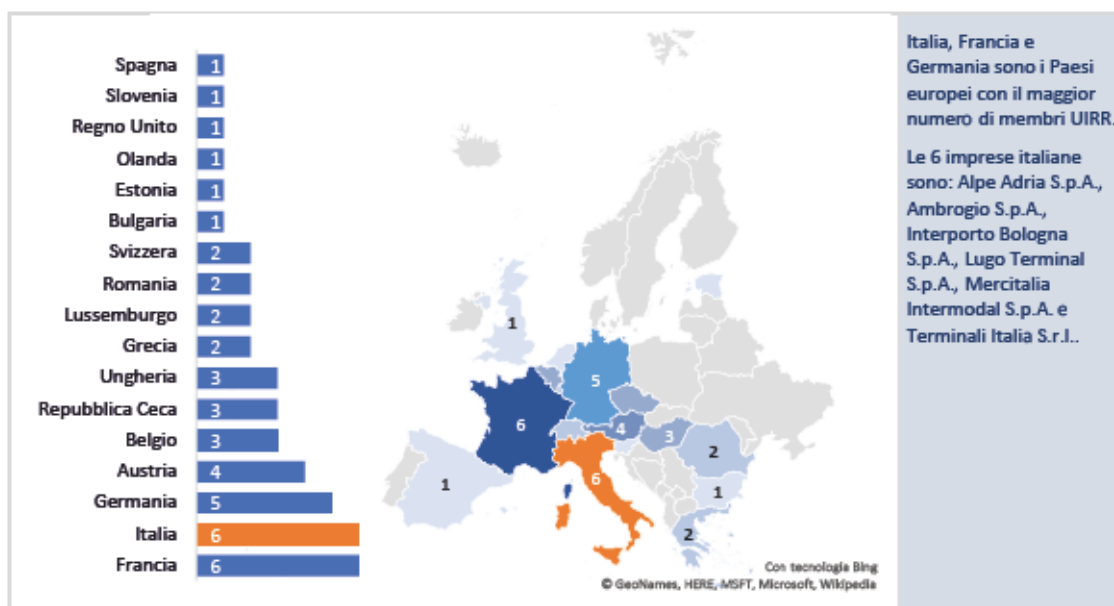 Spagna 1
Slovenia 1
Regno Unito 1
Olanda 1
Estonia 1
Bulgaria 1
Svizzera 2
Romania 2
Lussemburgo 2
Grecia 2
Ungheria 3
Repubblica Ceca 3
Belgio 3
Austria 4
Germania 5
Italia 6
Francia 6
1
5
6
4
3
2
6
1
1
2
Con tecnologia Bing
© GeoNames, HERE, MSFT, Microsoft, Wikipedia
Italia, Francia e
Germania sono i Paesi
europei con il maggior
numero di membri UIRR.
Le 6 imprese italiane
sono: Alpe Adria S.p.A.,
Ambrogio S.p.A.,
Interporto Bologna
S.p.A., Lugo Terminal
S.p.A., Mercitalia
Intermodal S.p.A. e
Terminali Italia S.r.l..